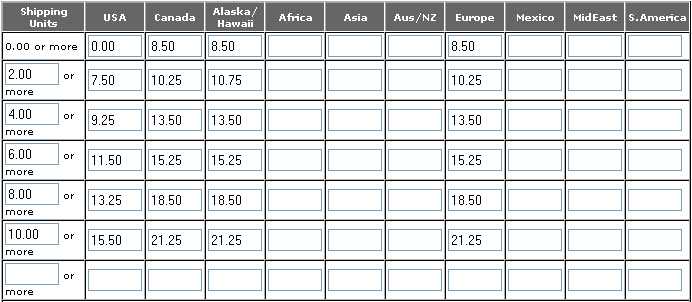 Shipping Units USA Canada Alaska/ Hawaii Africa Asia Aus/NZ Europe Mexico MidEast S.America
0.00 or more 0.00 8.50 8.50 8.50
2.00 or more 7.50 10.25 10.75 10.25
4.00 or more 9.25 13.50 13.50 13.50
6.00 or more 11.50 15.25 15.25 15.25
8.00 or more 13.25 18.50 18.50 18.50
10.00 or more 15.50 21.25 21.25 21.25
or more